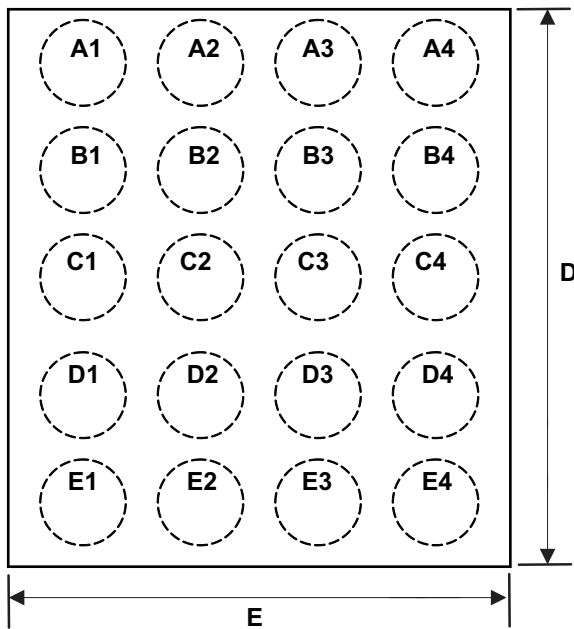 A1 A2 A3 A4
B1 B2 B3 B4
C1 C2 C3 C4
D
D1 D2 D3 D4
E1 E2 E3 E4
E